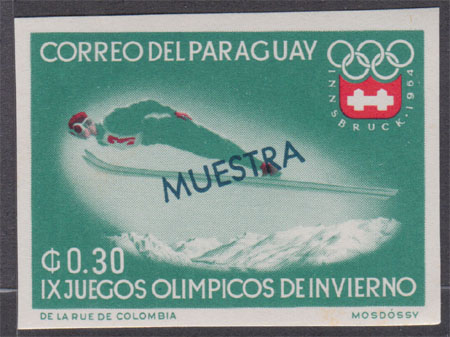 CORREO DEL PARAGUAY
INNSBRUCK.1964
MUESTRA
₲0.30
IX JUEGOS OLIMPICOS DE INVIERNO
DE LA RUE DE COLOMBIA
MOSDÓSSY